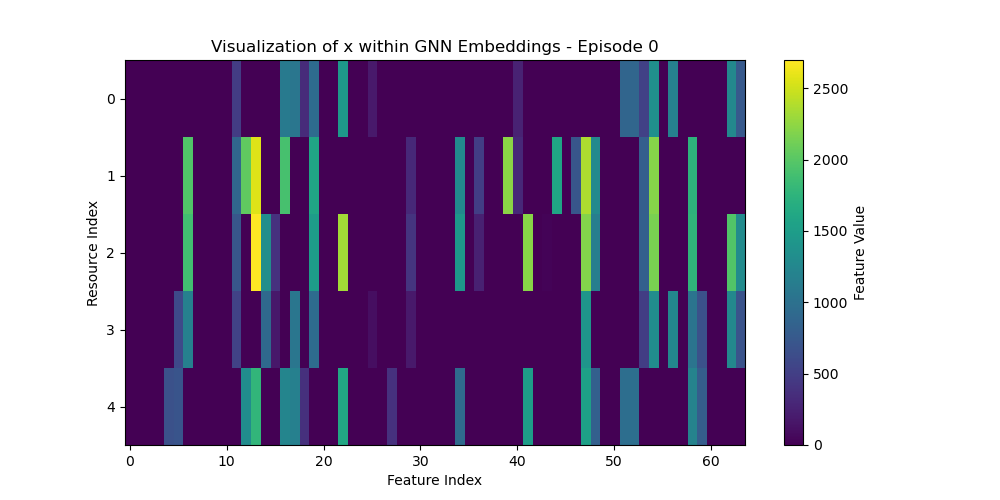 Visualization of x within GNN Embeddings - Episode 0
Resource Index
0
1
2
3
4
0 10 20 30 40 50 60
Feature Index
2500
2000
1500
1000
500
0
Feature Value